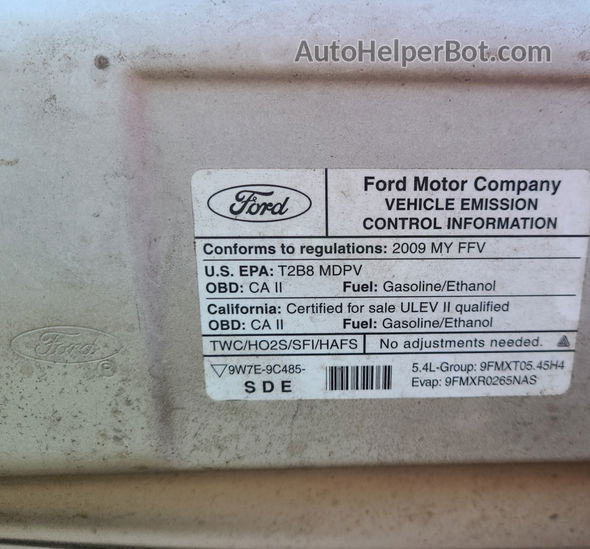 AutoHelperBot.com
Ford
Ford Motor Company
VEHICLE EMISSION
CONTROL INFORMATION
Conforms to regulations: 2009 MY FFV
U.S. EPA: T2B8 MDPV
OBD: CA II Fuel: Gasoline/Ethanol
California: Certified for sale ULEV II qualified
OBD: CA II Fuel: Gasoline/Ethanol
TWC/HO2S/SFI/HAFS No adjustments needed.
9W7E-9C485-
SDE
5.4L-Group: 9FMXT05.45H4
Evap: 9FMXR0265NAS
Ford